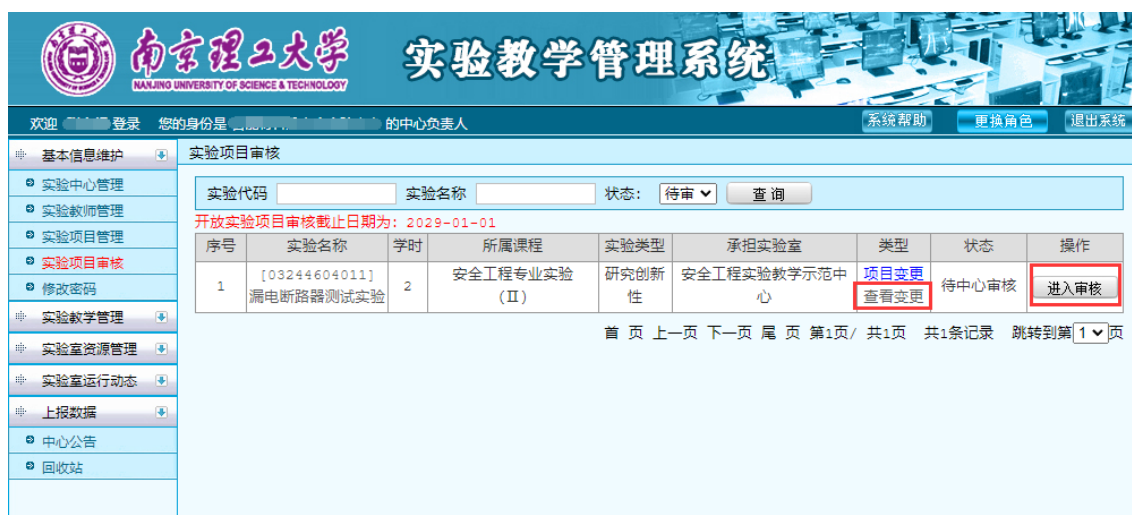 南京理工大学 实验教学管理系统
NANJING UNIVERSITY OF SCIENCE & TECHNOLOGY
欢迎 登录 您的身份是 的中心负责人 系统帮助 更换角色 退出系统
基本信息维护
实验中心管理
实验教师管理
实验项目管理
实验项目审核
修改密码
实验教学管理
实验室资源管理
实验室运行动态
上报数据
中心公告
回收站
实验项目审核
实验代码 实验名称 状态: 待审 查 询
开放实验项目审核截止日期为: 2029-01-01
序号 实验名称 学时 所属课程 实验类型 承担实验室 类型 状态 操作
1 [03244604011] 漏电断路器测试实验 2 安全工程专业实验(Ⅱ) 研究创新性 安全工程实验教学示范中心 项目变更 查看变更 待中心审核 进入审核
首 页 上一页 下一页 尾 页 第1页/ 共1页 共1条记录 跳转到第 1 页